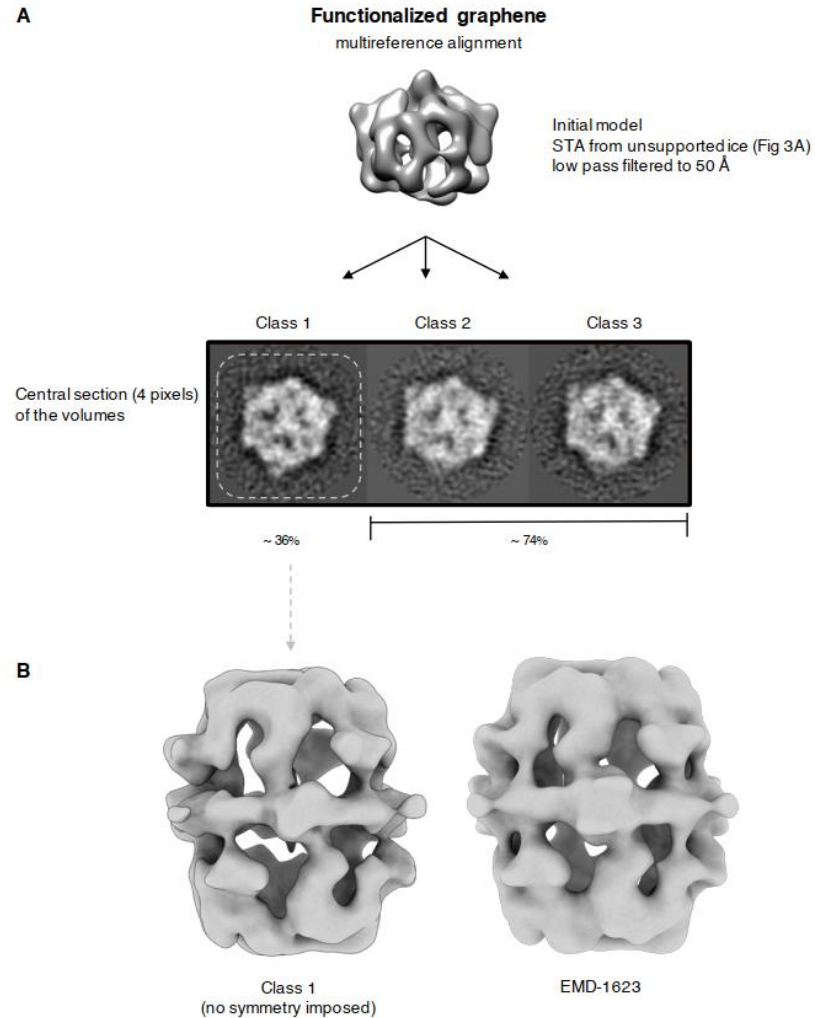 A
Functionalized graphene
multireference alignment
Initial model
STA from unsupported ice (Fig 3A)
low pass filtered to 50 Å
Class 1
Class 2
Class 3
Central section (4 pixels)
of the volumes
~ 36%
~ 74%
B
Class 1
(no symmetry imposed)
EMD-1623